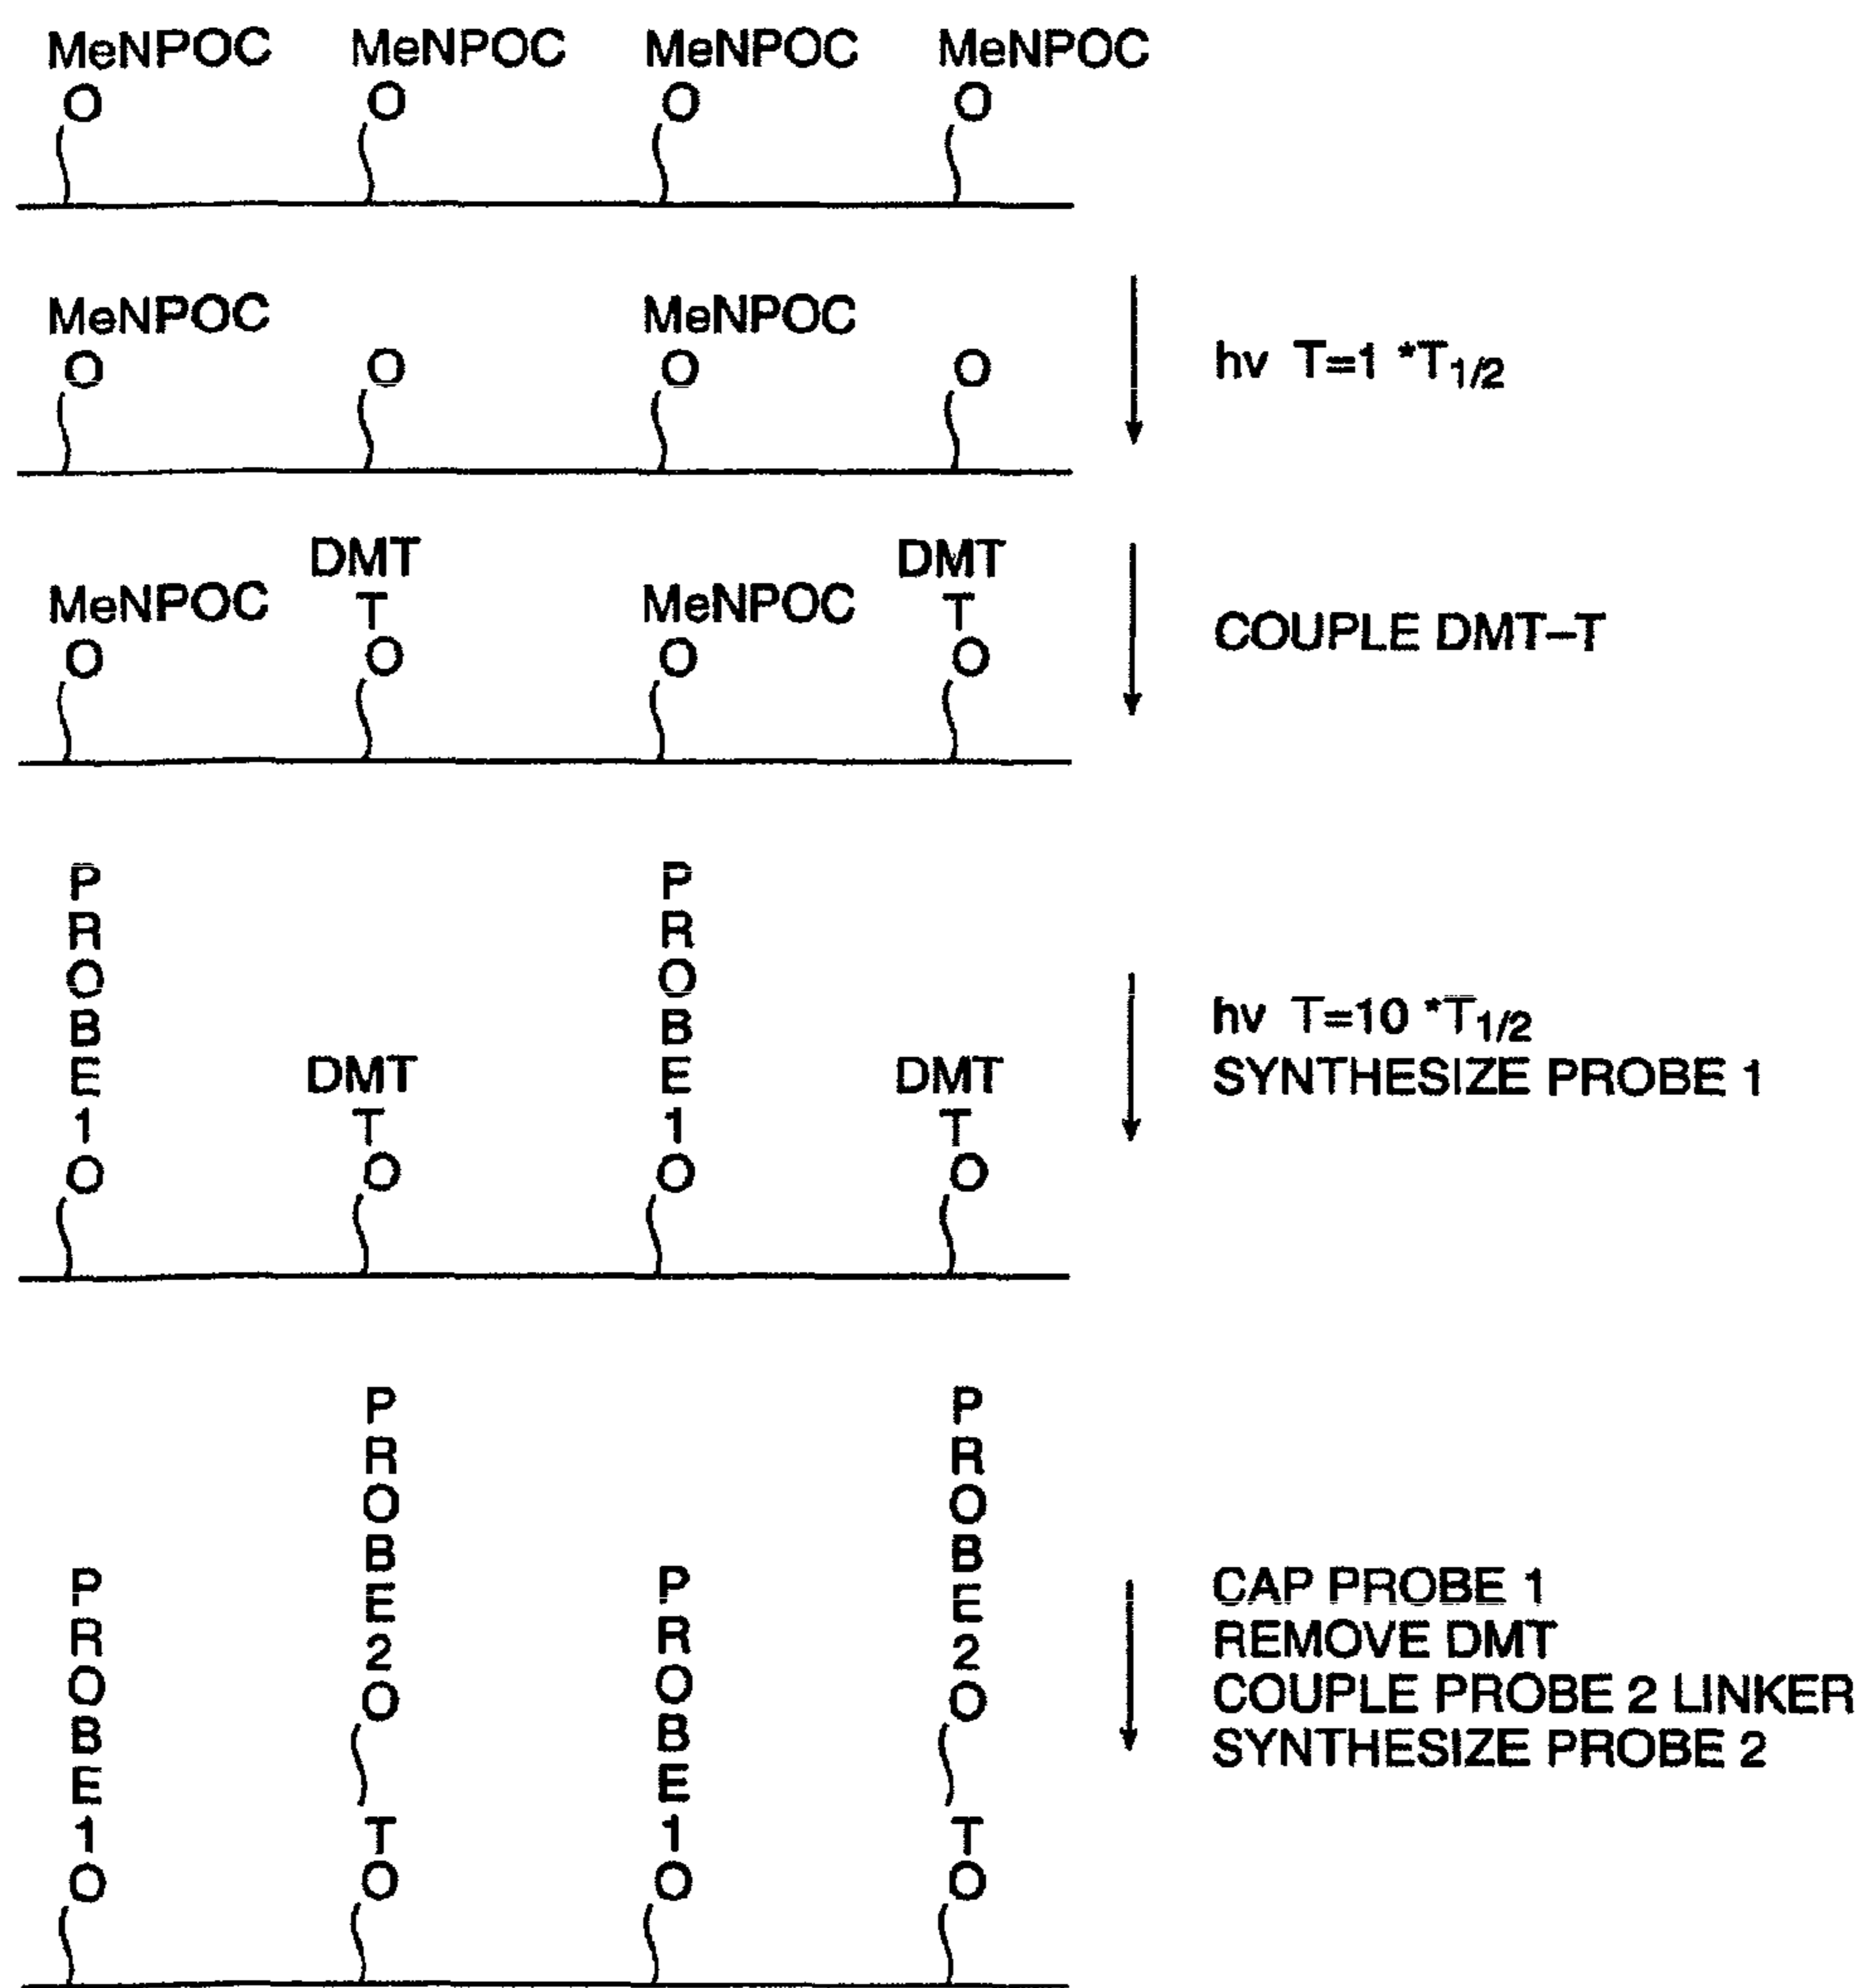 MeNPOC MeNPOC MeNPOC MeNPOC
O O O O
hv T=1 *T1/2
MeNPOC MeNPOC
O O O O
COUPLE DMT–T
DMT DMT
MeNPOC T MeNPOC T
O O O O
hv T=10 *T1/2
SYNTHESIZE PROBE 1
P P
R R
O O
B B
E DMT E DMT
1 T 1 T
O O O O
CAP PROBE 1
REMOVE DMT
COUPLE PROBE 2 LINKER
SYNTHESIZE PROBE 2
P P
R R
O O
B B
P E P E
R 2 R 2
O O O O
B B
E E
1 T 1 T
O O O O